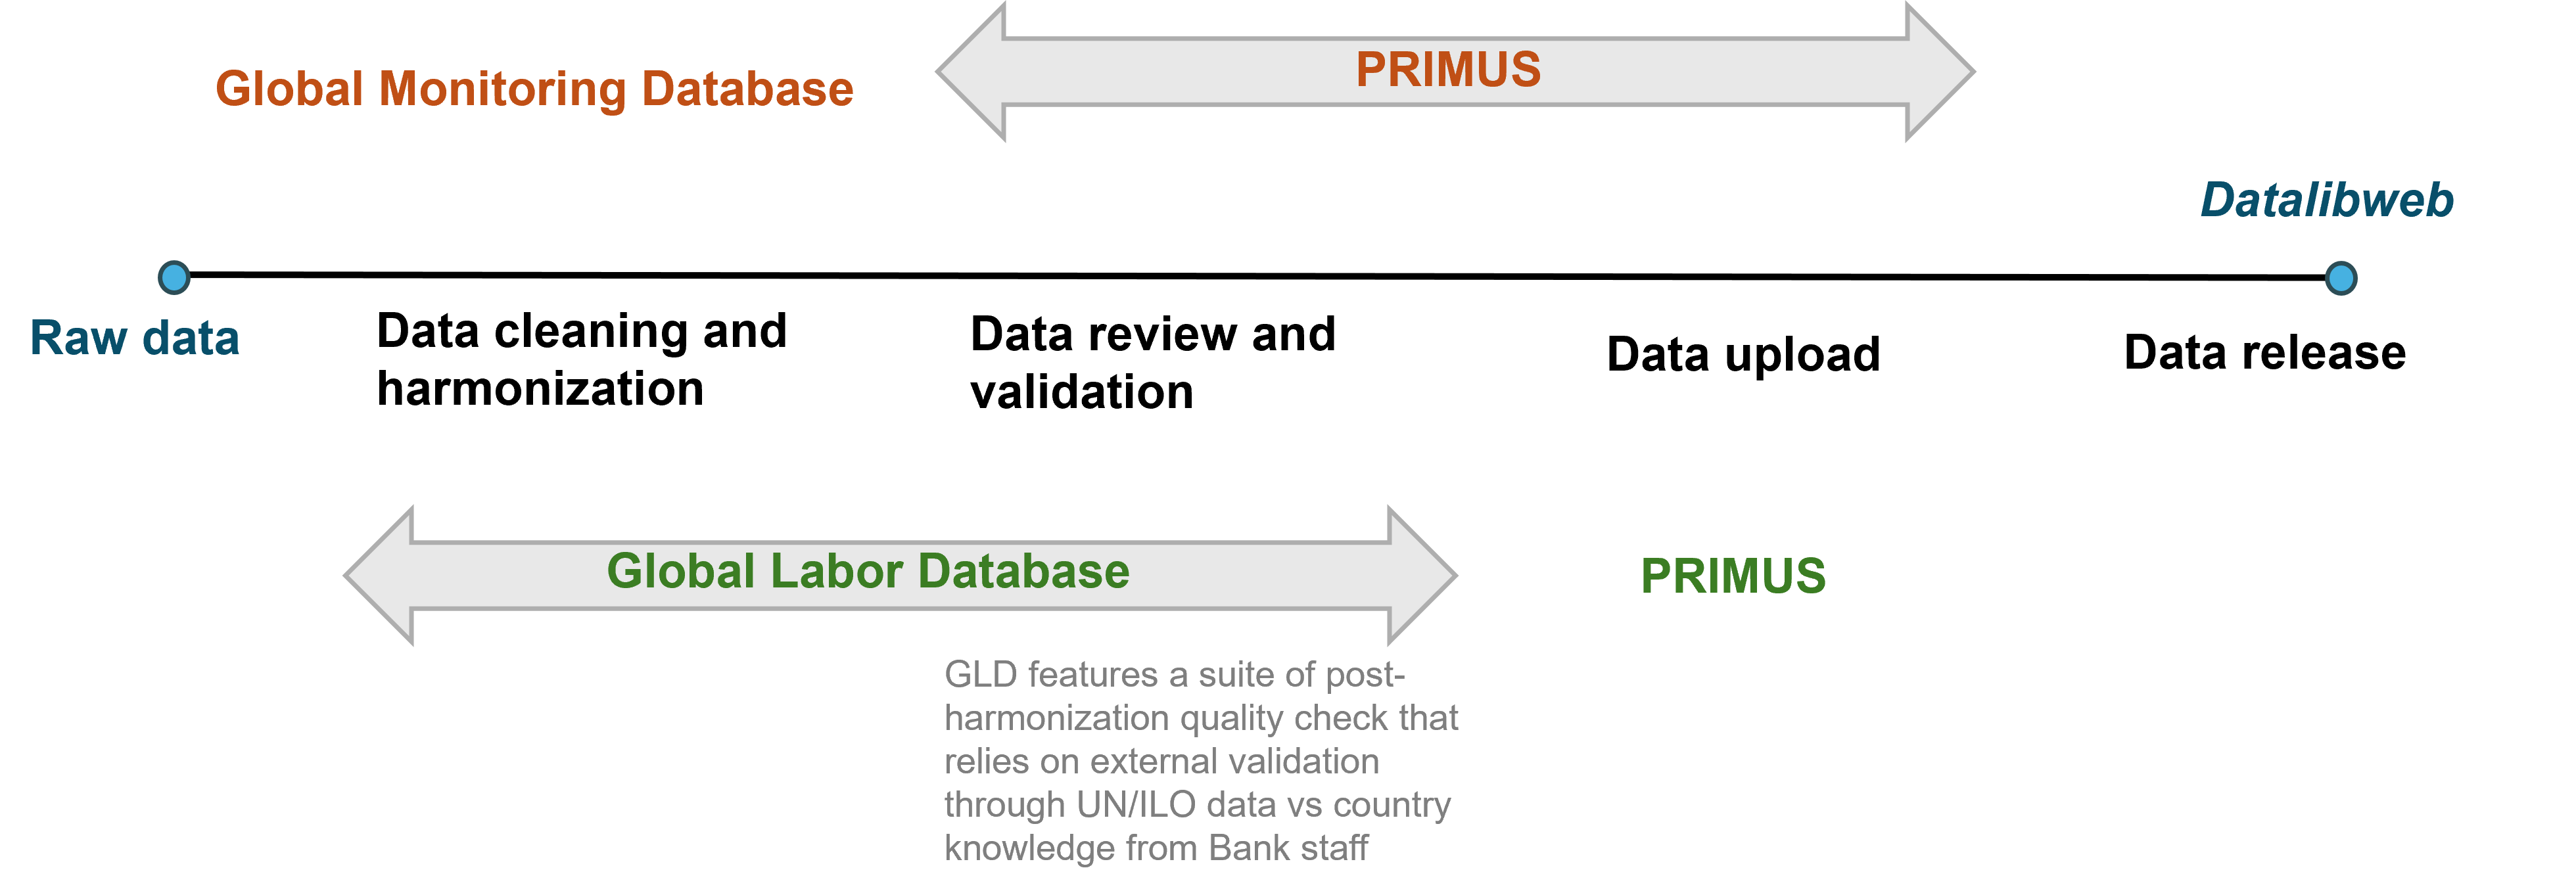 Global Monitoring Database
PRIMUS
Datalibweb
Raw data
Data cleaning and
harmonization
Data review and
validation
Data upload
Data release
Global Labor Database
PRIMUS
GLD features a suite of post-
harmonization quality check that
relies on external validation
through UN/ILO data vs country
knowledge from Bank staff